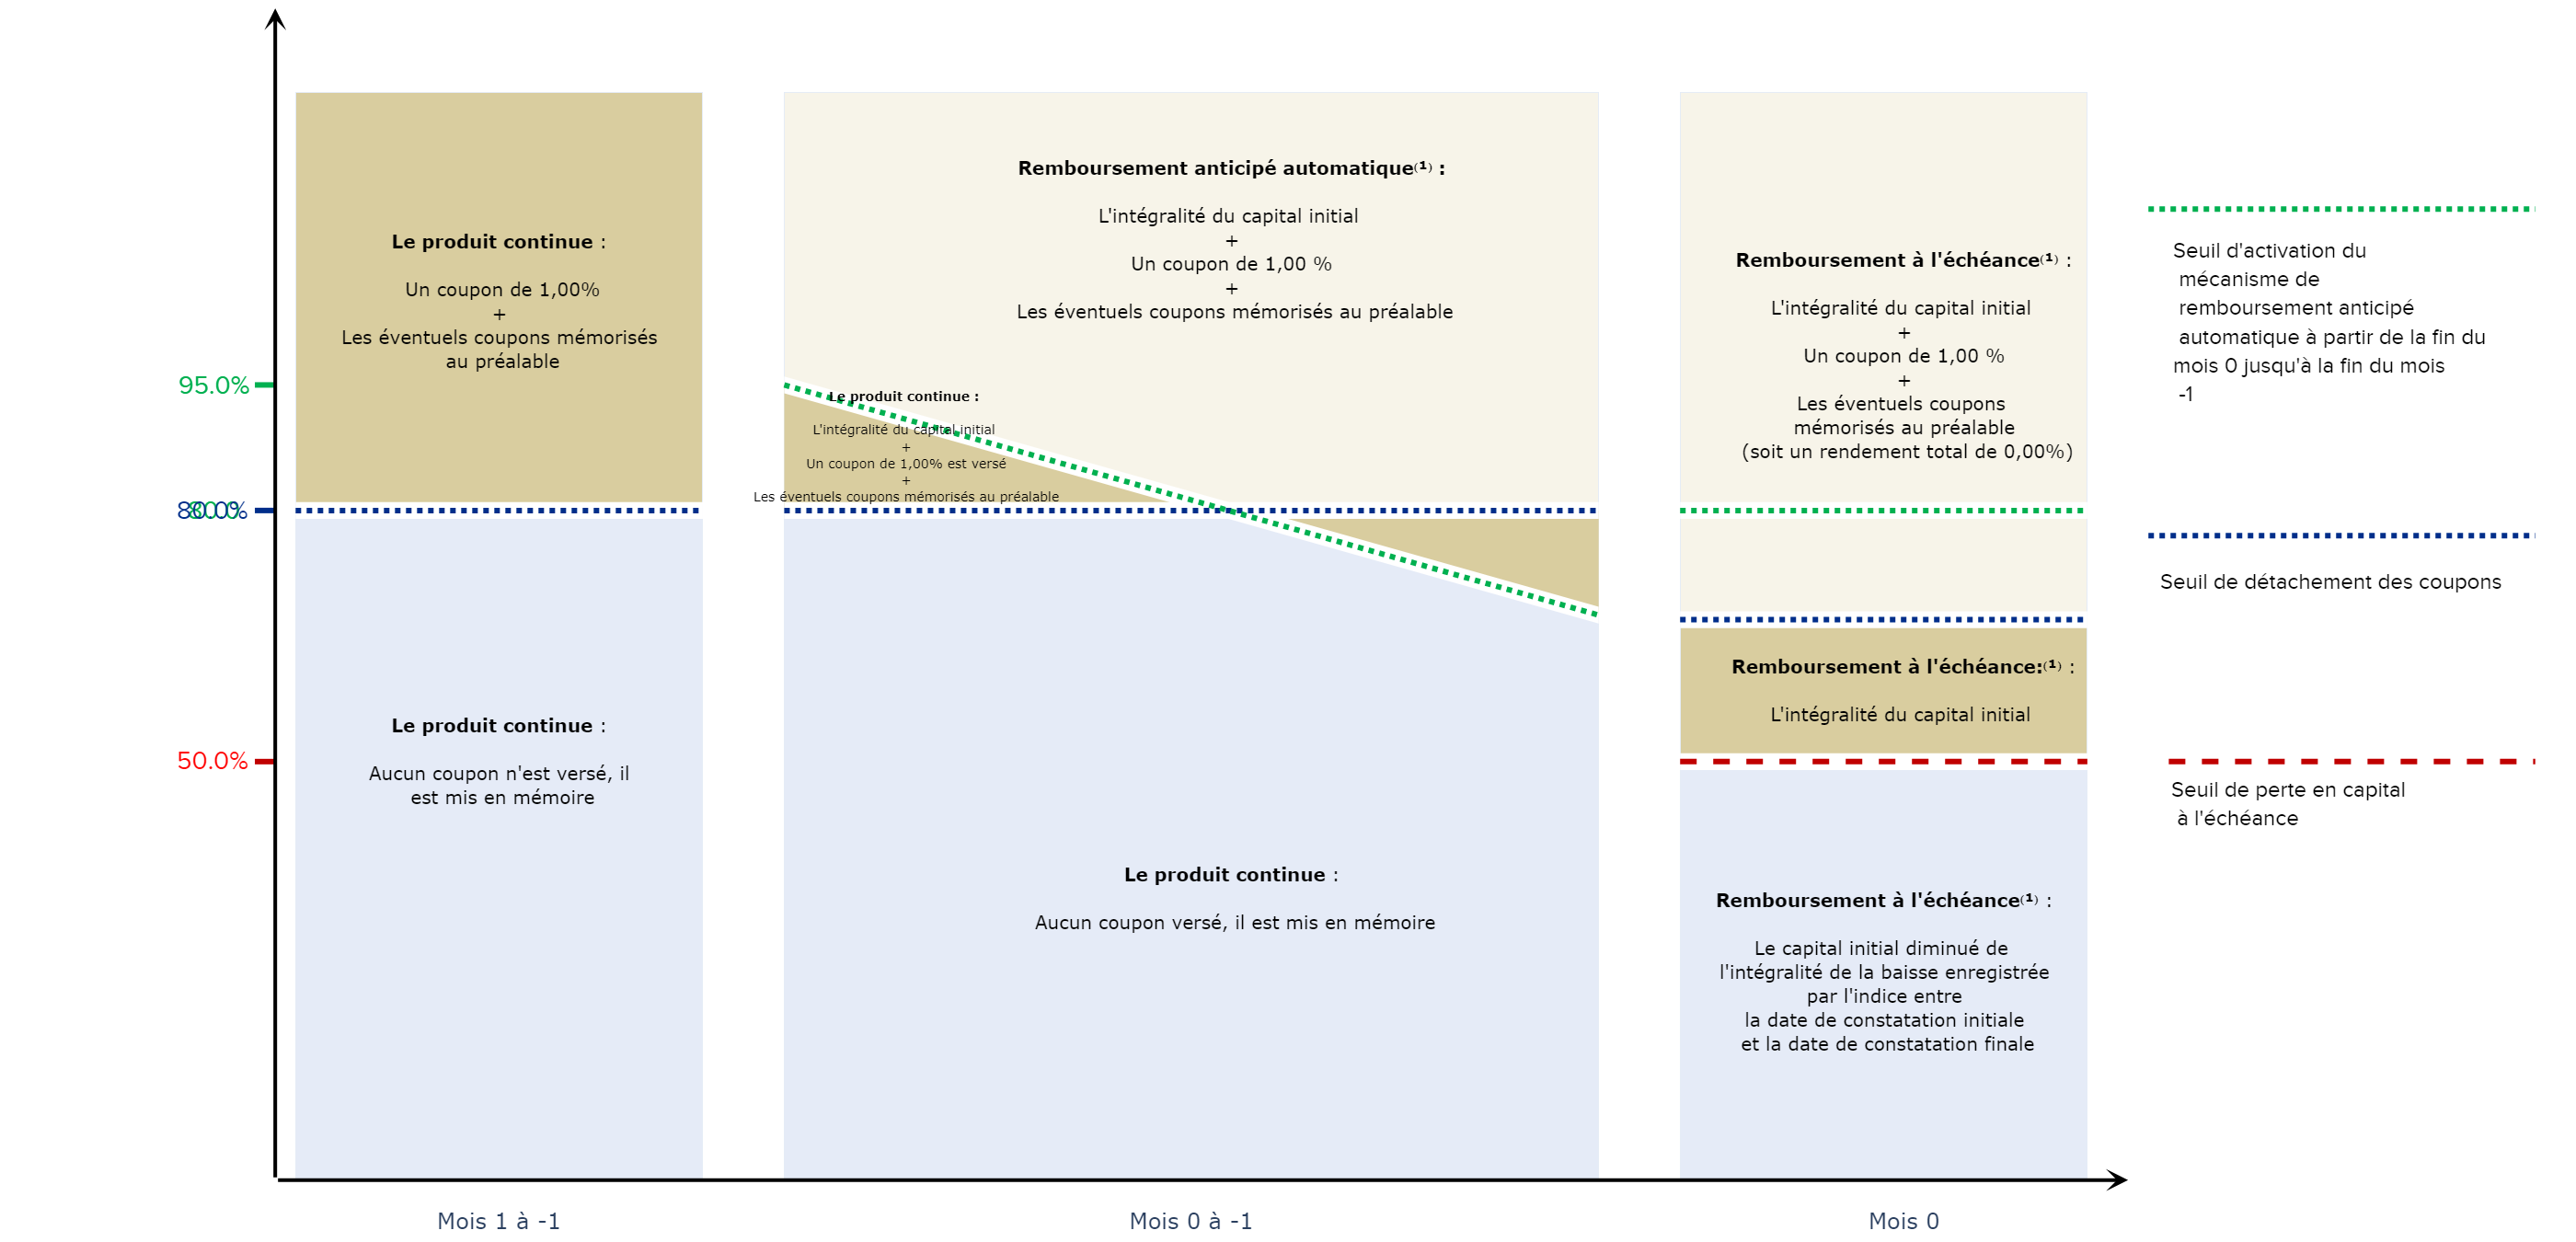 Le produit continue :
Un coupon de 1,00%
+
Les éventuels coupons mémorisés
au préalable
Le produit continue :
Aucun coupon n'est versé, il
est mis en mémoire
Remboursement anticipé automatique⁽¹⁾ :
L'intégralité du capital initial
+
Un coupon de 1,00 %
+
Les éventuels coupons mémorisés au préalable
Le produit continue :
L'intégralité du capital initial
+
Un coupon de 1,00% est versé
+
Les éventuels coupons mémorisés au préalable
Le produit continue :
Aucun coupon versé, il est mis en mémoire
Remboursement à l'échéance⁽¹⁾ :
L'intégralité du capital initial
+
Un coupon de 1,00 %
+
Les éventuels coupons
mémorisés au préalable
(soit un rendement total de 0,00%)
Remboursement à l'échéance:⁽¹⁾ :
L'intégralité du capital initial
Remboursement à l'échéance⁽¹⁾ :
Le capital initial diminué de
l'intégralité de la baisse enregistrée
par l'indice entre
la date de constatation initiale
et la date de constatation finale
Seuil d'activation du
mécanisme de
remboursement anticipé
automatique à partir de la fin du
mois 0 jusqu'à la fin du mois
-1
Seuil de détachement des coupons
Seuil de perte en capital
à l'échéance
95.0%
80.0%
50.0%
Mois 1 à -1
Mois 0 à -1
Mois 0